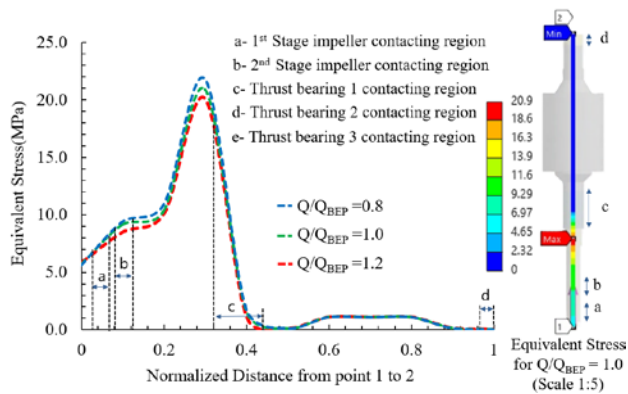 25.0
20.0
15.0
10.0
5.0
0.0
Equivalent Stress(MPa)
a- 1st Stage impeller contacting region
b- 2nd Stage impeller contacting region
c- Thrust bearing 1 contacting region
d- Thrust bearing 2 contacting region
e- Thrust bearing 3 contacting region
Q/QBEP =0.8
Q/QBEP =1.0
Q/QBEP =1.2
a
b
c
d
0
0.2
0.4
0.6
0.8
1
Normalized Distance from point 1 to 2
20.9
18.6
16.3
13.9
11.6
9.29
6.97
4.65
2.32
0
2
Min
d
c
Max
b
a
1
Equivalent Stress
for Q/QBEP = 1.0
(Scale 1:5)